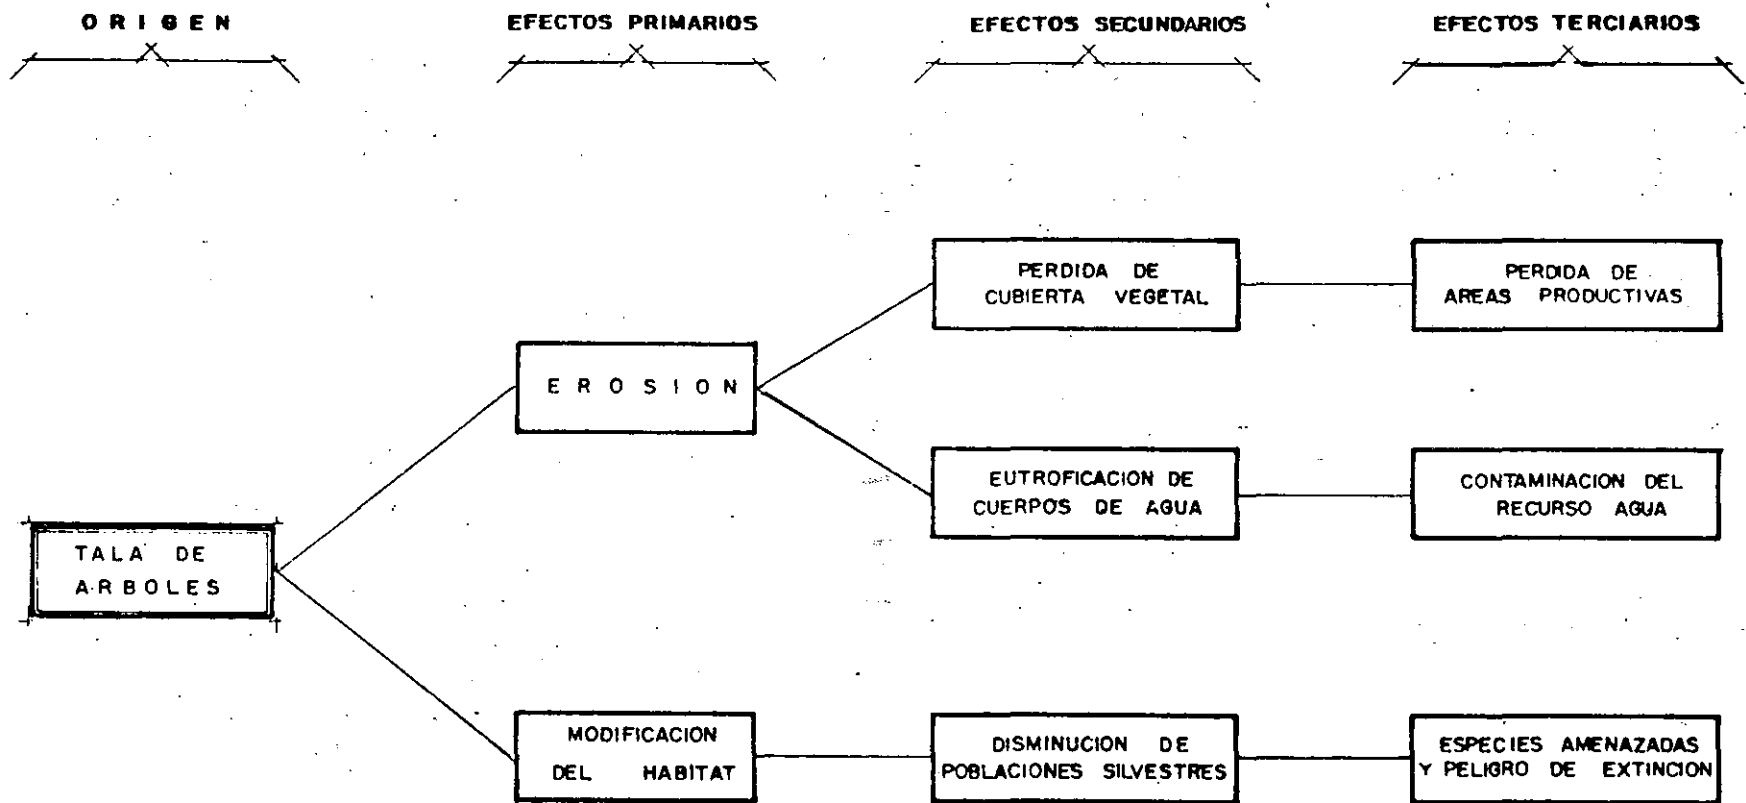 ORIGEN
EFECTOS PRIMARIOS
EFECTOS SECUNDARIOS
EFECTOS TERCIARIOS
PERDIDA DE
CUBIERTA VEGETAL
PERDIDA DE
AREAS PRODUCTIVAS
EROSION
EUTROFICACION DE
CUERPOS DE AGUA
CONTAMINACION DEL
RECURSO AGUA
TALA DE
ARBOLES
MODIFICACION
DEL HABITAT
DISMINUCION DE
POBLACIONES SILVESTRES
ESPECIES AMENAZADAS
Y PELIGRO DE EXTINCION